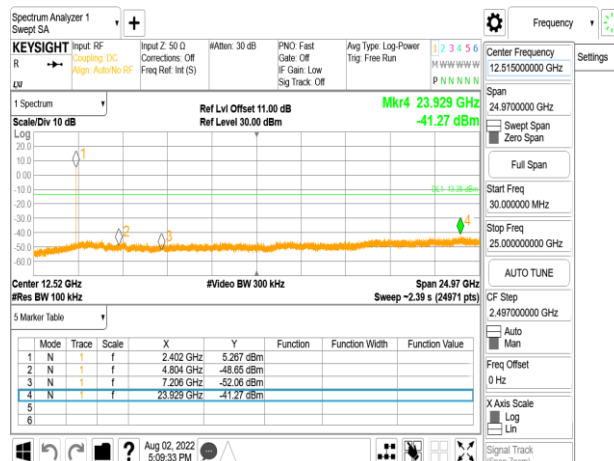 Spectrum Analyzer 1
Swept SA
Frequency
KEYSIGHT
R
LXI
Input: RF
Coupling: DC
Align: Auto/No RF
Input Z: 50 Ω
Corrections: Off
Freq Ref: Int (S)
#Atten: 30 dB
PNO: Fast
Gate: Off
IF Gain: Low
Sig Track: Off
Avg Type: Log-Power
Trig: Free Run
1 2 3 4 5 6
M W W W W W
P N N N N N
Center Frequency
12.515000000 GHz
Settings
Span
24.9700000 GHz
Swept Span
Zero Span
Full Span
Start Freq
30.000000 MHz
Stop Freq
25.000000000 GHz
AUTO TUNE
CF Step
2.497000000 GHz
Auto
Man
Freq Offset
0 Hz
X Axis Scale
Log
Lin
Signal Track
1 Spectrum
Scale/Div 10 dB
Ref Lvl Offset 11.00 dB
Ref Level 30.00 dBm
Mkr4 23.929 GHz
-41.27 dBm
Log
20.0
10.0
0.00
-10.0
-20.0
-30.0
-40.0
-50.0
-60.0
1
2
3
4
Center 12.52 GHz
#Res BW 100 kHz
#Video BW 300 kHz
Span 24.97 GHz
Sweep ~2.39 s (24971 pts)
5 Marker Table
Mode Trace Scale X Y Function Function Width Function Value
1 N 1 f 2.402 GHz 5.267 dBm
2 N 1 f 4.804 GHz -48.65 dBm
3 N 1 f 7.206 GHz -52.06 dBm
4 N 1 f 23.929 GHz -41.27 dBm
5
6
?
Aug 02, 2022
5:09:33 PM